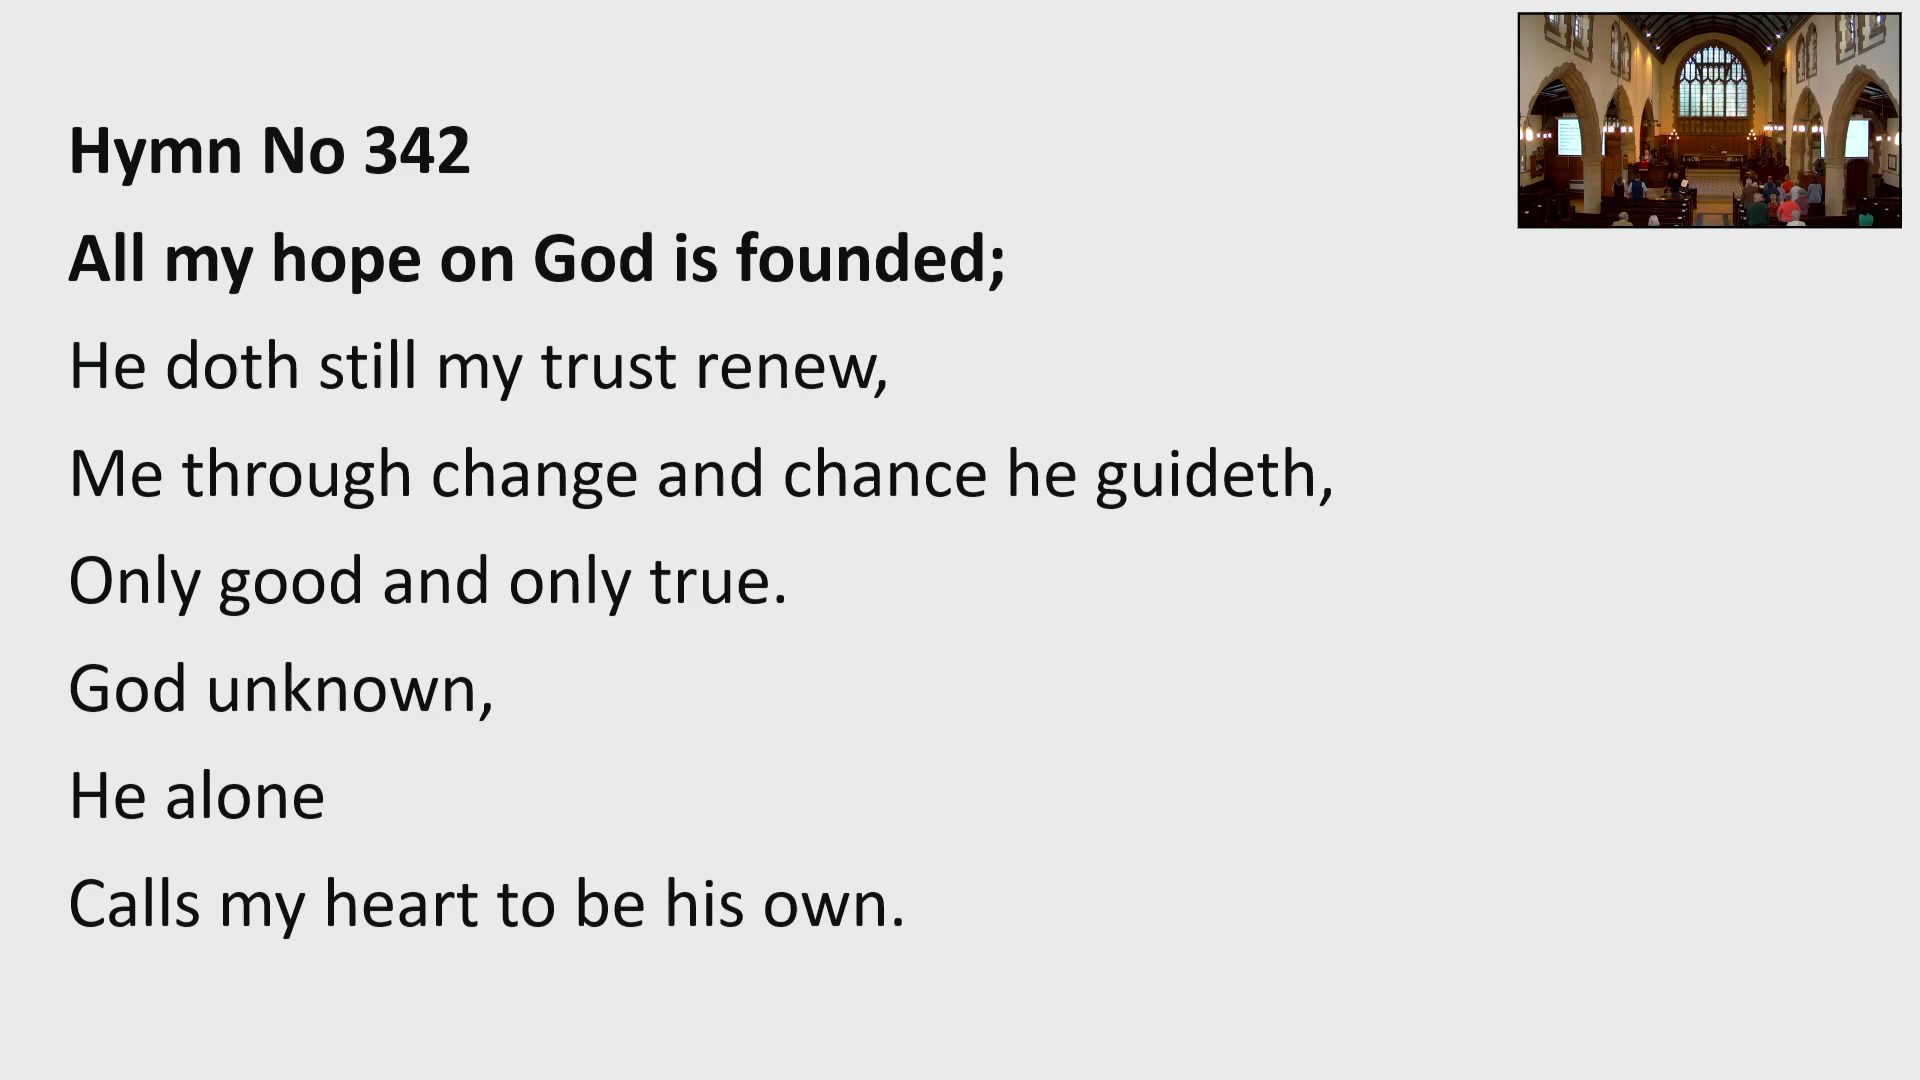 Hymn No 342
All my hope on God is founded;
He doth still my trust renew,
Me through change and chance he guideth,
Only good and only true.
God unknown,
He alone
Calls my heart to be his own.